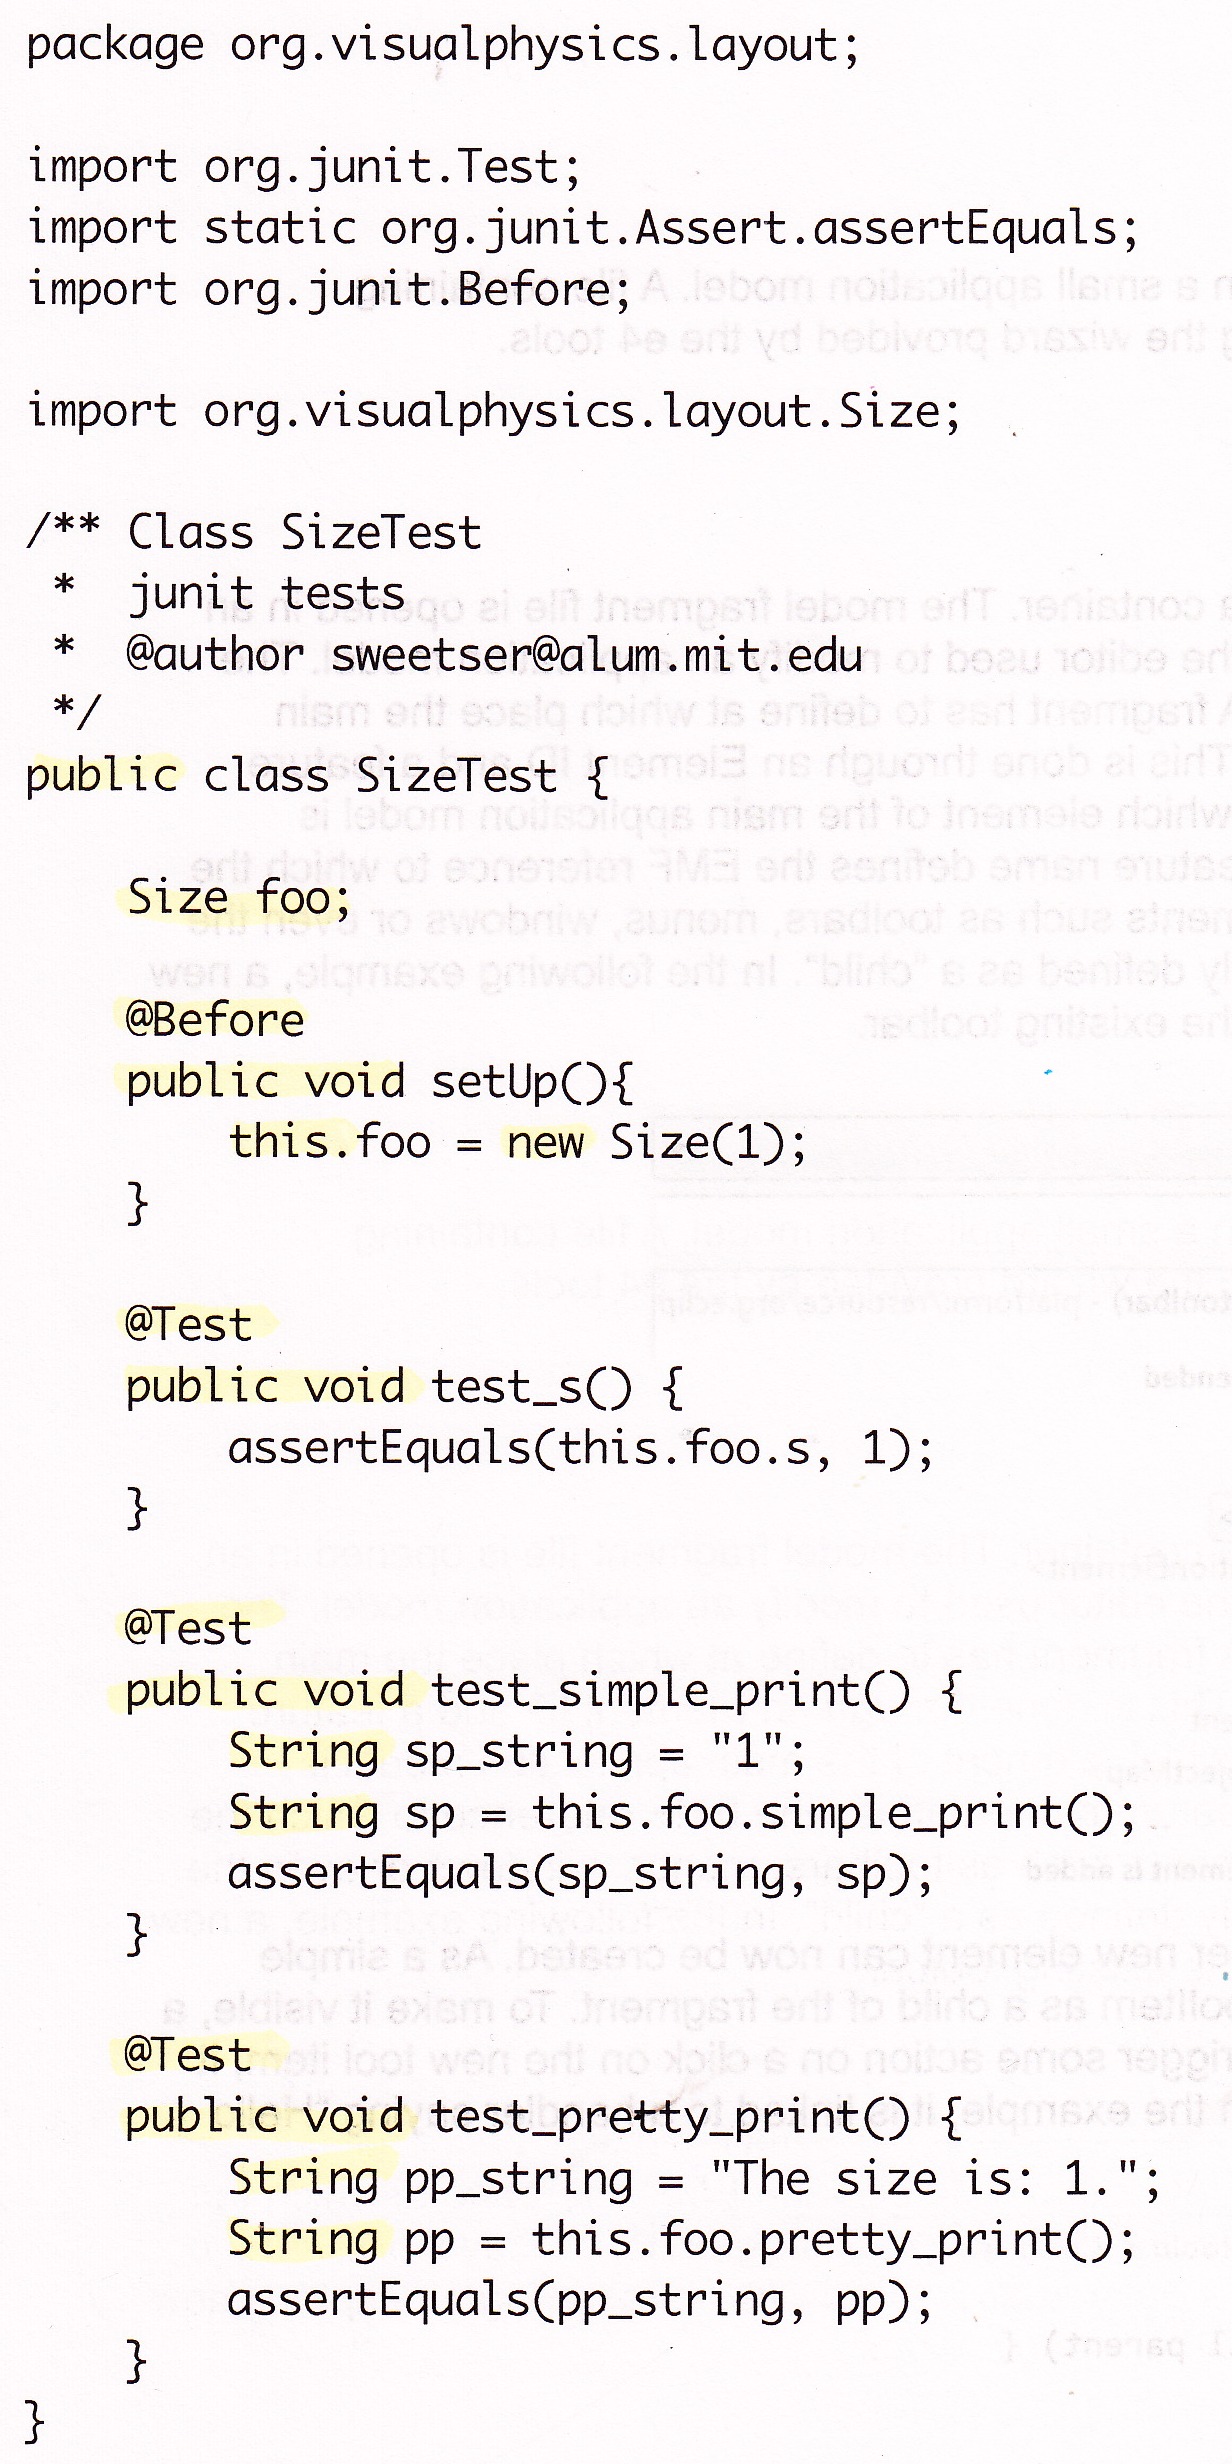 package org.visualphysics.layout;
import org.junit.Test;
import static org.junit.Assert.assertEquals;
import org.junit.Before;
import org.visualphysics.layout.Size;
/** Class SizeTest
 *  junit tests
 *  @author sweetser@alum.mit.edu
 */
public class SizeTest {
    Size foo;
    @Before
    public void setUp(){
        this.foo = new Size(1);
    }
    @Test
    public void test_s() {
        assertEquals(this.foo.s, 1);
    }
    @Test
    public void test_simple_print() {
        String sp_string = "1";
        String sp = this.foo.simple_print();
        assertEquals(sp_string, sp);
    }
    @Test
    public void test_pretty_print() {
        String pp_string = "The size is: 1.";
        String pp = this.foo.pretty_print();
        assertEquals(pp_string, pp);
    }
}